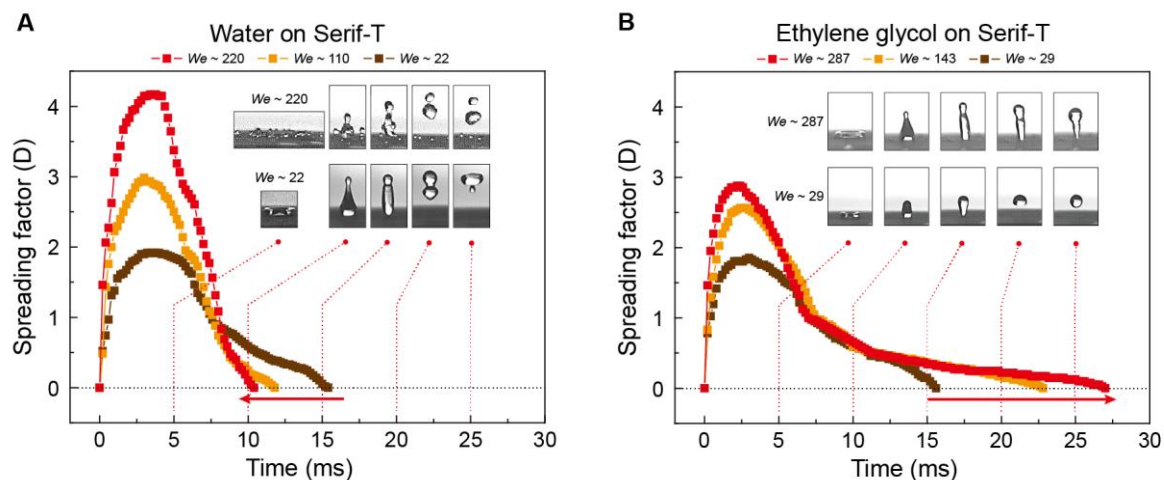 A
Water on Serif-T
We ~ 220 We ~ 110 We ~ 22
Spreading factor (D)
4
3
2
1
0
We ~ 220
We ~ 22
0 5 10 15 20 25 30
Time (ms)
B
Ethylene glycol on Serif-T
We ~ 287 We ~ 143 We ~ 29
Spreading factor (D)
4
3
2
1
0
We ~ 287
We ~ 29
0 5 10 15 20 25 30
Time (ms)